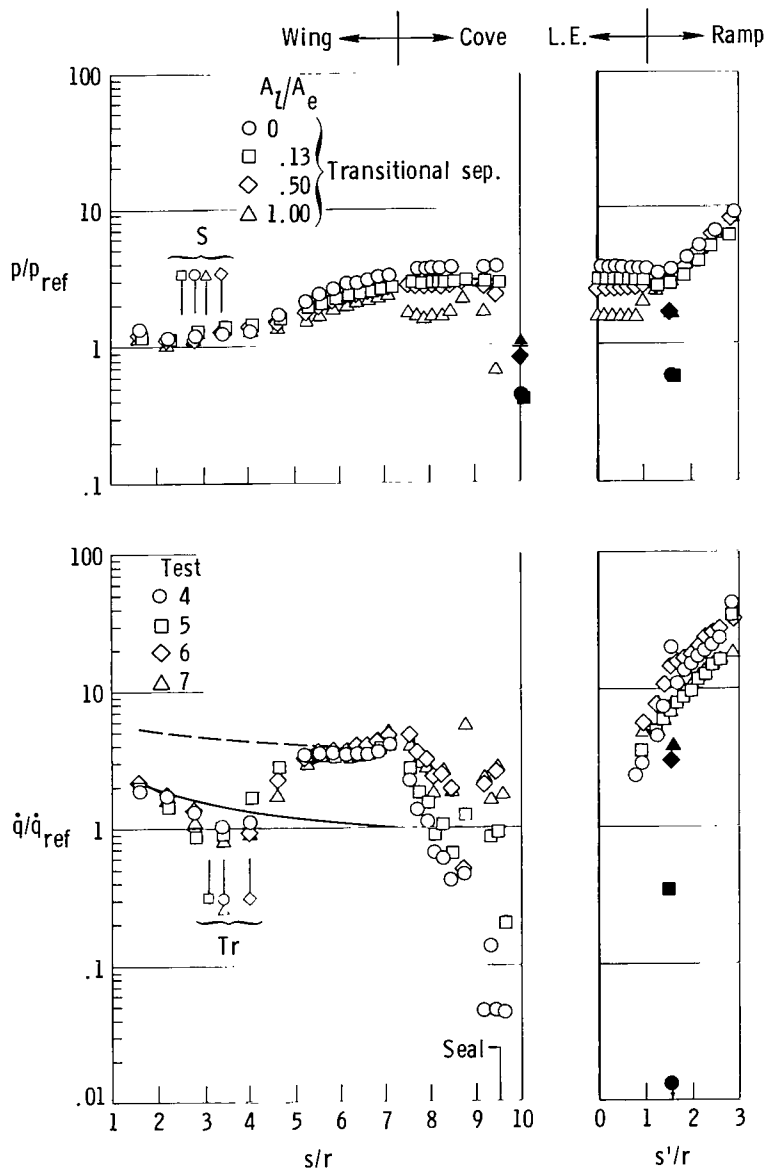 Wing Cove L.E. Ramp
100
10
1
.1
p/p_ref
A_l/A_e
0
.13
.50
1.00
Transitional sep.
S
100
10
1
.1
.01
q̇/q̇_ref
Test
4
5
6
7
Tr
Seal
1 2 3 4 5 6 7 8 9 10
s/r
0 1 2 3
s'/r